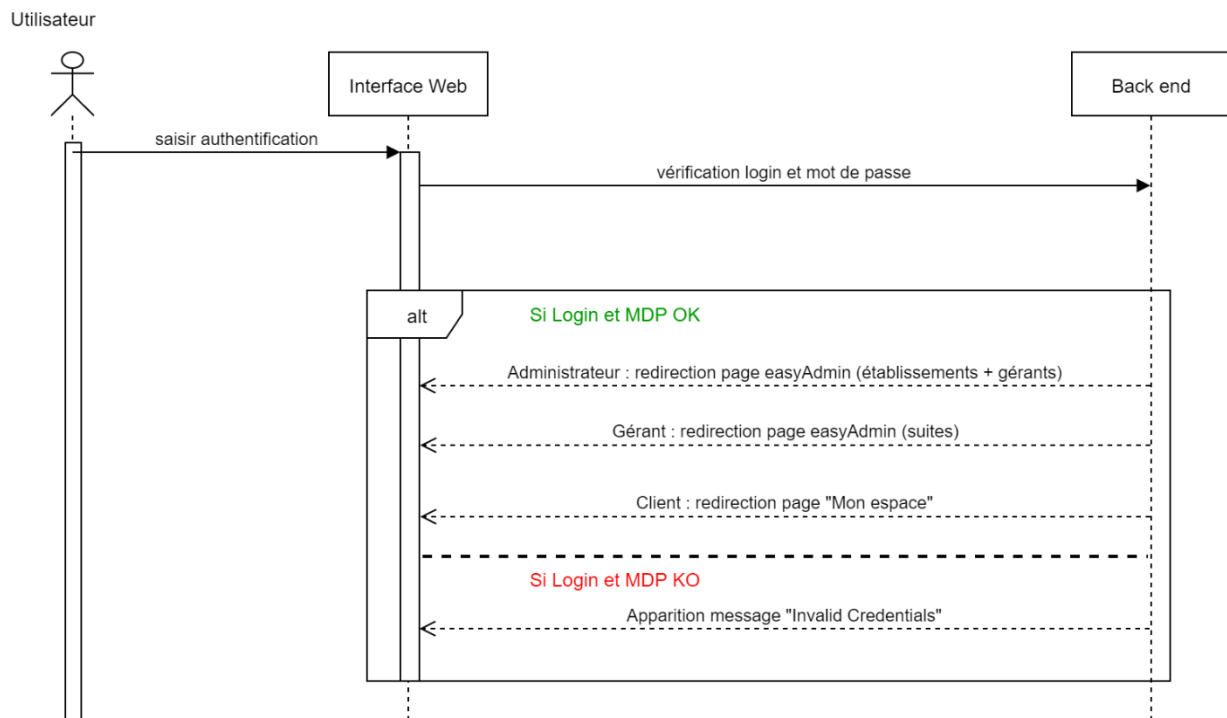 Utilisateur
Interface Web
Back end
saisir authentification
vérification login et mot de passe
alt
Si Login et MDP OK
Administrateur : redirection page easyAdmin (établissements + gérants)
Gérant : redirection page easyAdmin (suites)
Client : redirection page "Mon espace"
Si Login et MDP KO
Apparition message "Invalid Credentials"